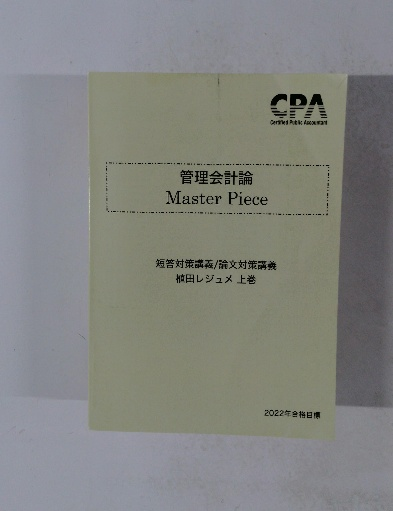 CPA
Certified Public Accountant
管理会計論
Master Piece
短答対策講義/論文対策講義
植田レジュメ 上巻
2022年合格目標